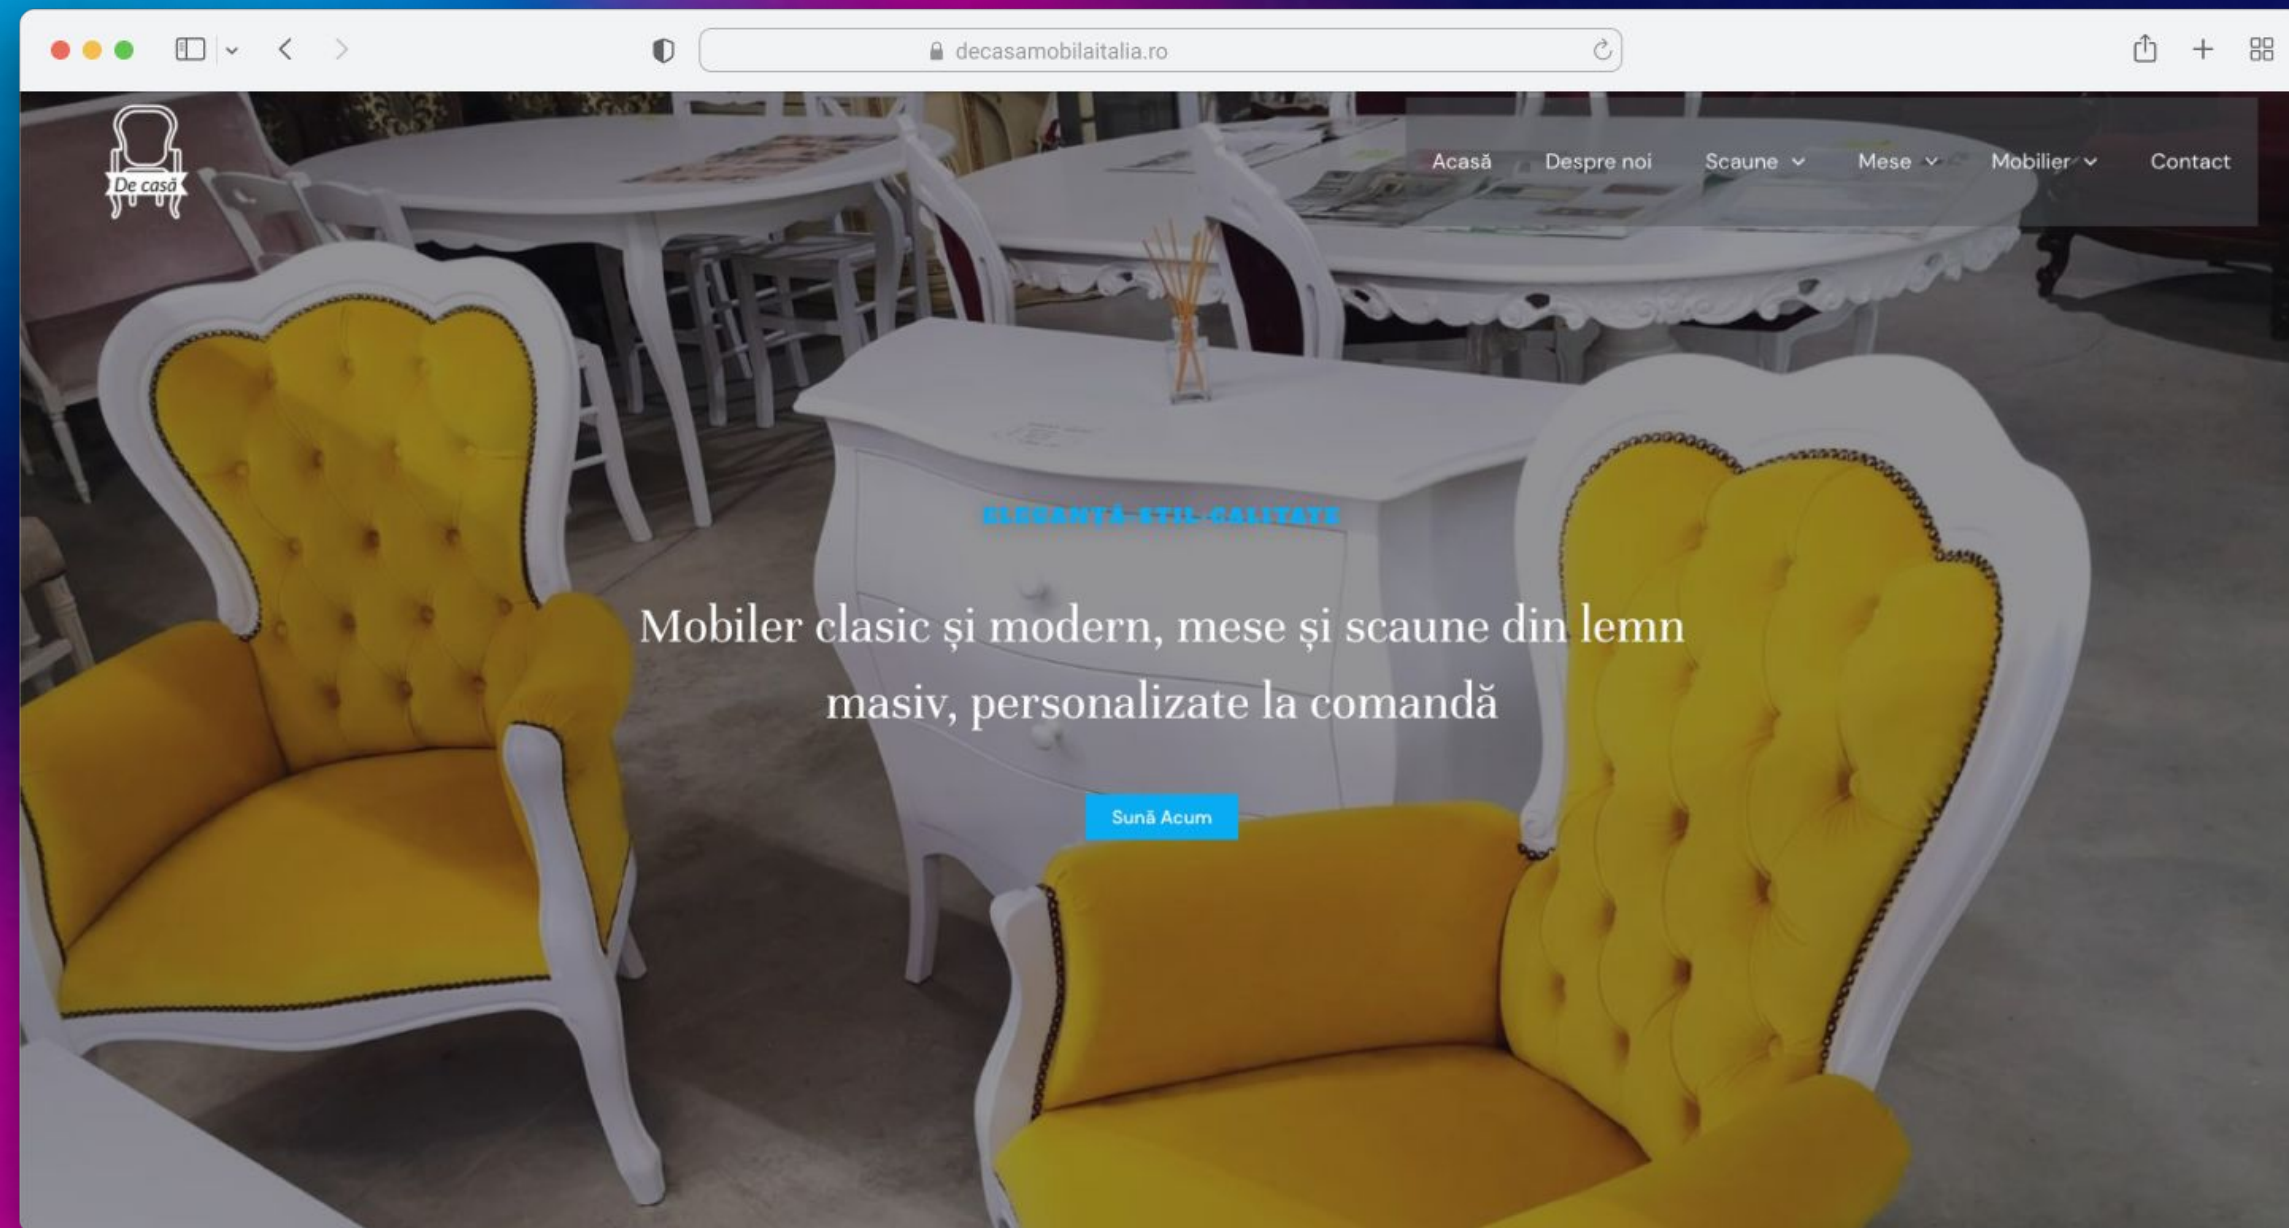 decasamobilaitalia.ro
De casă
Acasă
Despre noi
Scaune
Mese
Mobilier
Contact
ELEGANȚĂ-STIL-CALITATE
Mobiler clasic și modern, mese și scaune din lemn
masiv, personalizate la comandă
Sună Acum